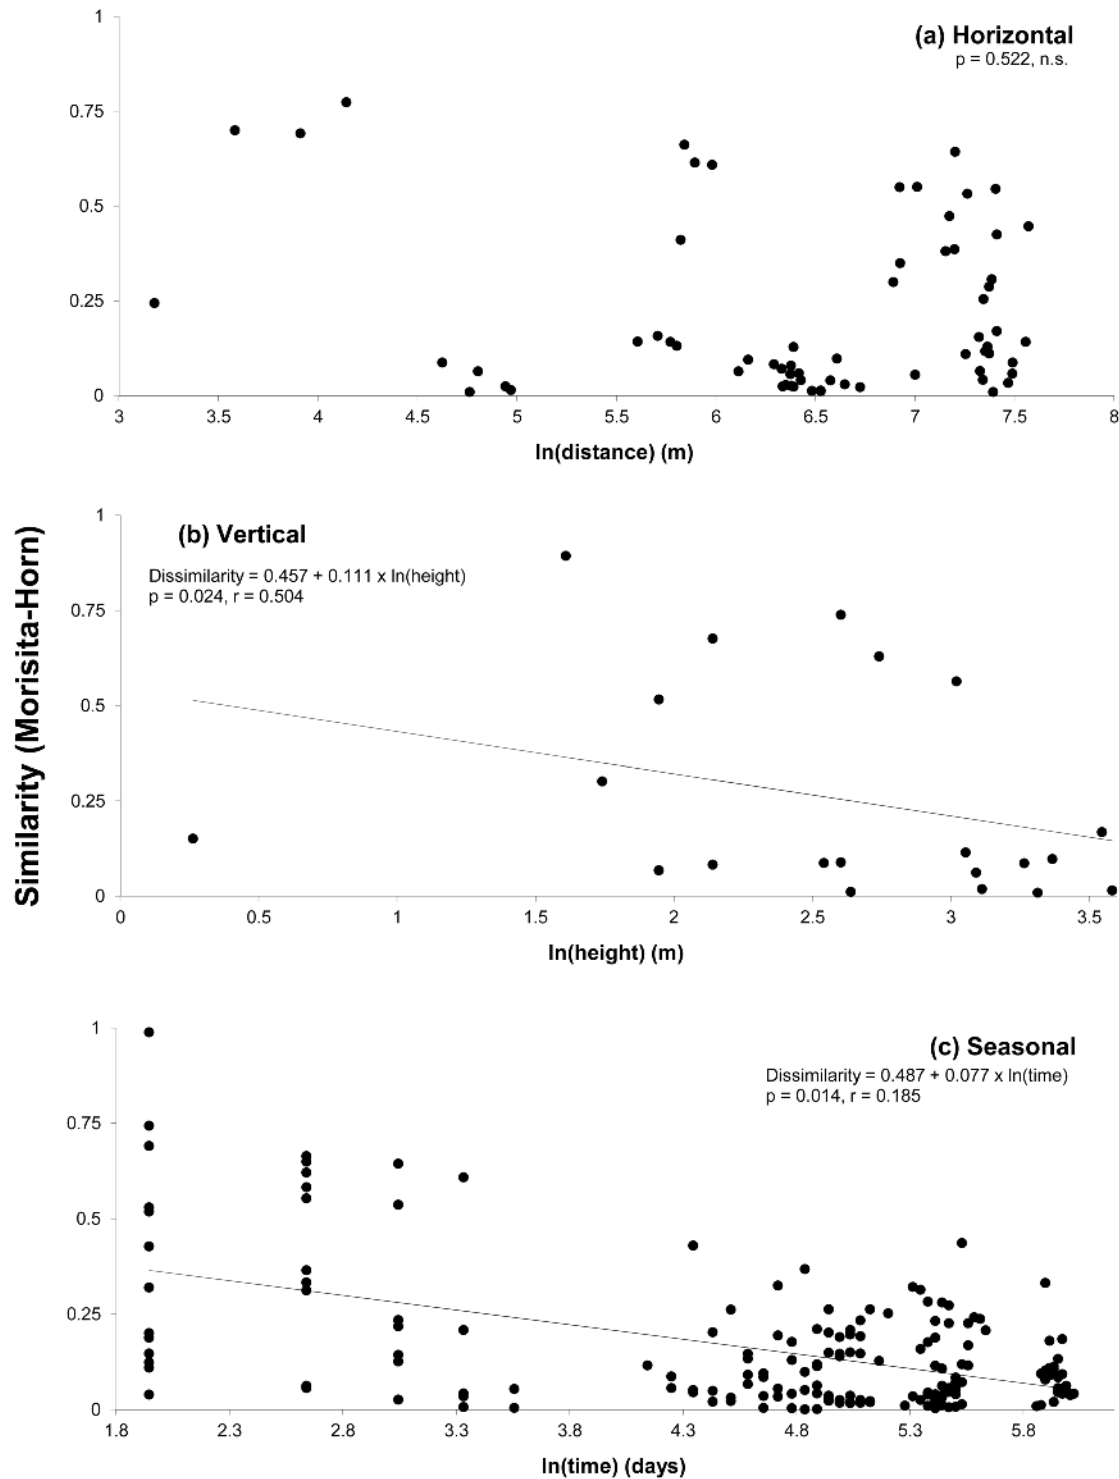 (a) Horizontal
p = 0.522, n.s.
1
0.75
0.5
0.25
0
3 3.5 4 4.5 5 5.5 6 6.5 7 7.5 8
ln(distance) (m)
Similarity (Morisita-Horn)
(b) Vertical
Dissimilarity = 0.457 + 0.111 x ln(height)
p = 0.024, r = 0.504
1
0.75
0.5
0.25
0
0 0.5 1 1.5 2 2.5 3 3.5
ln(height) (m)
(c) Seasonal
Dissimilarity = 0.487 + 0.077 x ln(time)
p = 0.014, r = 0.185
1
0.75
0.5
0.25
0
1.8 2.3 2.8 3.3 3.8 4.3 4.8 5.3 5.8
ln(time) (days)